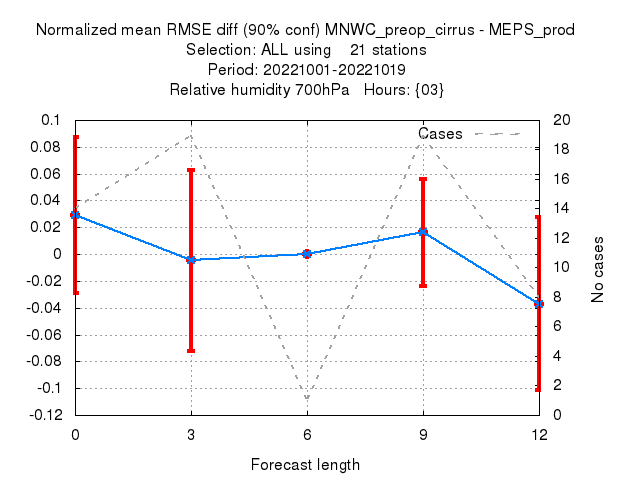 Normalized mean RMSE diff (90% conf) MNWC_preop_cirrus - MEPS_prod
Selection: ALL using    21 stations
Period: 20221001-20221019
Relative humidity 700hPa   Hours: {03}
Cases
0.1
0.08
0.06
0.04
0.02
0
-0.02
-0.04
-0.06
-0.08
-0.1
-0.12
20
18
16
14
12
10
8
6
4
2
0
No cases
0 3 6 9 12
Forecast length